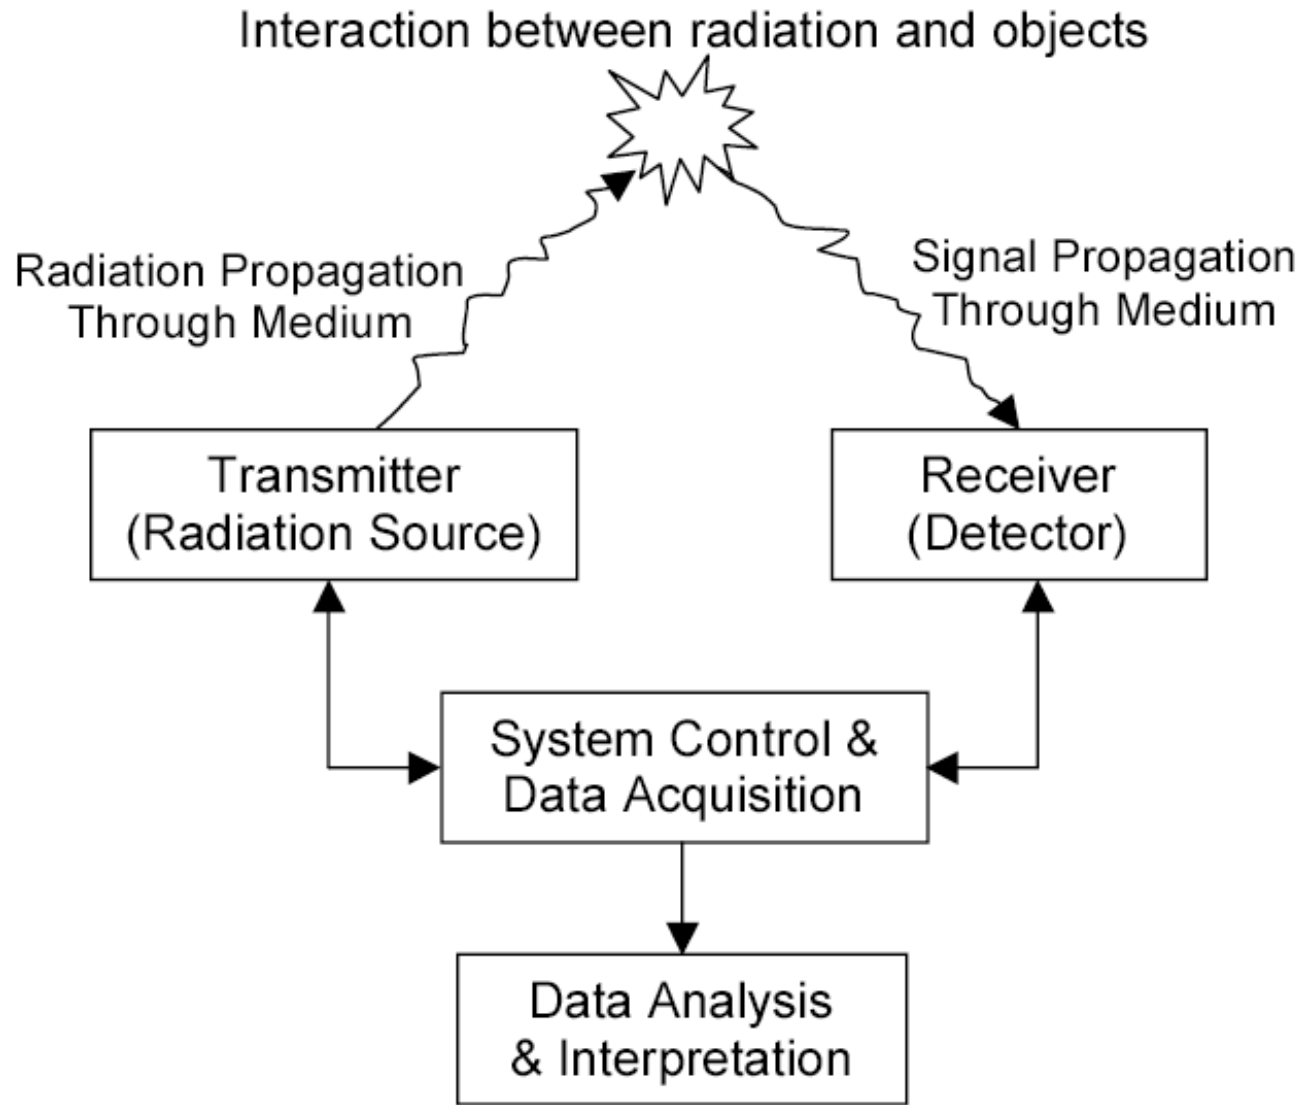 Interaction between radiation and objects
Radiation Propagation
Through Medium
Signal Propagation
Through Medium
Transmitter
(Radiation Source)
Receiver
(Detector)
System Control &
Data Acquisition
Data Analysis
& Interpretation